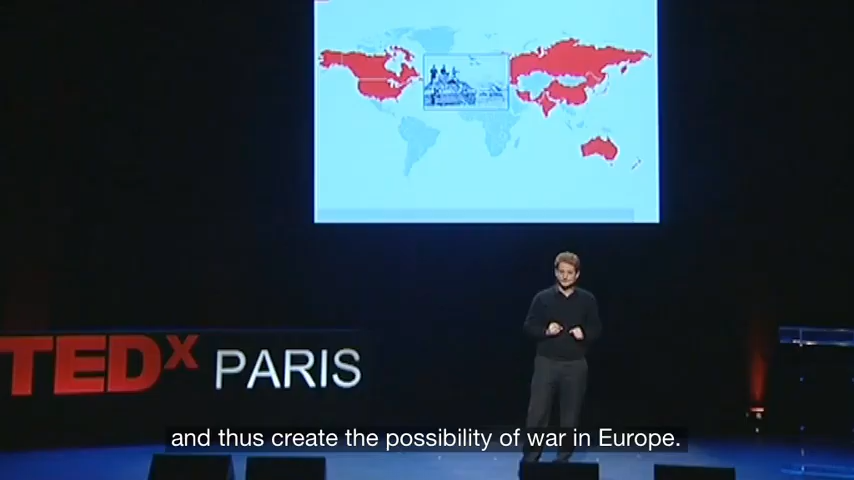 TEDx PARIS
and thus create the possibility of war in Europe.